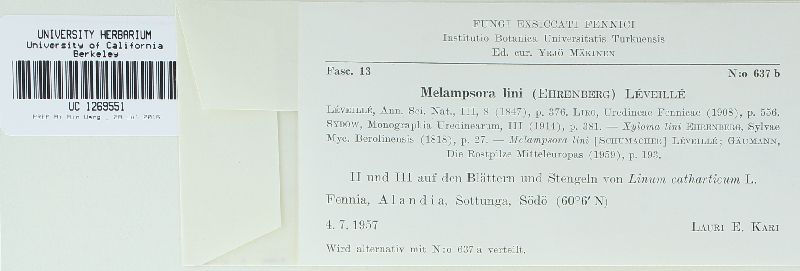 UNIVERSITY HERBARIUM
University of California
Berkeley
UC 1269551
FUNGI EXSICCATI FENNICI
Instituto Botanica Universitatis Turkuensis
Ed. cur. YRJÖ MÄKINEN
Fasc. 13 N:o 637 b
Melampsora lini (EHRENBERG) LÉVEILLÉ
LÉVEILLÉ, Ann. Sci. Nat., III, 8 (1847), p. 376. LIRO, Uredineae Fennicae (1908), p. 556.
SYDOW, Monographia Uredinearum, III (1914), p. 381. — Xyloma lini EHRENBERG, Sylvae
Myc. Berolinensis (1818), p. 27. — Melampsora lini [SCHUMACHER] LÉVEILLÉ; GÄUMANN,
Die Rostpilze Mitteleuropas (1959), p. 193.
II und III auf den Blättern und Stengeln von Linum catharticum L.
Fennia, Alandia, Sottunga, Södö (60°6′ N)
4. 7. 1957 LAURI E. KARI
Wird alternativ mit N:o 637 a verteilt.